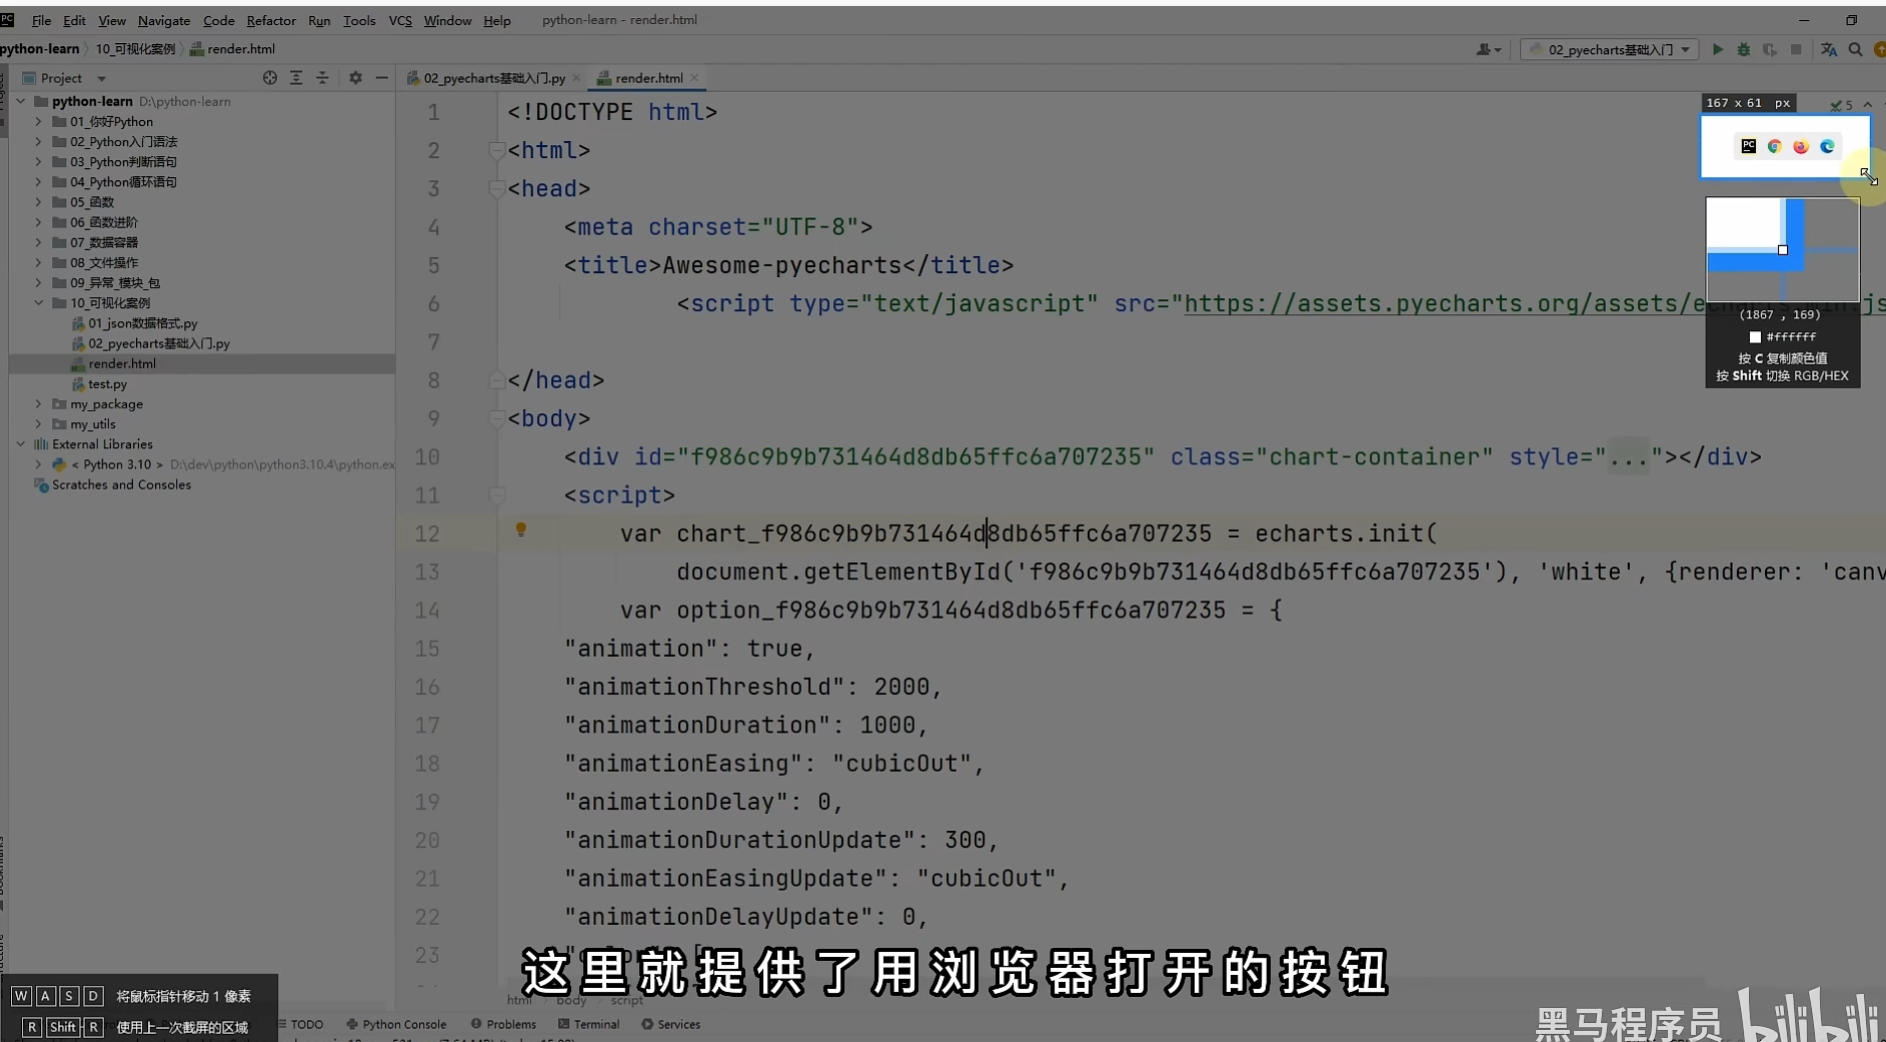 File Edit View Navigate Code Refactor Run Tools VCS Window Help python-learn - render.html
python-learn 10_可视化案例 render.html
02_pyecharts基础入门
Project
02_pyecharts基础入门.py
render.html
python-learn D:\python-learn
01_你好Python
02_Python入门语法
03_Python判断语句
04_Python循环语句
05_函数
06_函数进阶
07_数据容器
08_文件操作
09_异常_模块_包
10_可视化案例
01_json数据格式.py
02_pyecharts基础入门.py
render.html
test.py
my_package
my_utils
External Libraries
< Python 3.10 > D:\dev\python\python3.10.4\python.ex
Scratches and Consoles
1 <!DOCTYPE html>
2 <html>
3 <head>
4 <meta charset="UTF-8">
5 <title>Awesome-pyecharts</title>
6 <script type="text/javascript" src="https://assets.pyecharts.org/assets/
7
8 </head>
9 <body>
10 <div id="f986c9b9b731464d8db65ffc6a707235" class="chart-container" style="..."></div>
11 <script>
12 var chart_f986c9b9b731464d8db65ffc6a707235 = echarts.init(
13 document.getElementById('f986c9b9b731464d8db65ffc6a707235'), 'white', {renderer: 'canv
14 var option_f986c9b9b731464d8db65ffc6a707235 = {
15 "animation": true,
16 "animationThreshold": 2000,
17 "animationDuration": 1000,
18 "animationEasing": "cubicOut",
19 "animationDelay": 0,
20 "animationDurationUpdate": 300,
21 "animationEasingUpdate": "cubicOut",
22 "animationDelayUpdate": 0,
23
167 x 61 px
5
(1867 , 169)
#ffffff
按 C 复制颜色值
按 Shift 切换 RGB/HEX
这里就提供了用浏览器打开的按钮
html body script
W A S D 将鼠标指针移动 1 像素
R Shift - R 使用上一次截屏的区域
TODO Python Console Problems Terminal Services
黑马程序员 bilibili